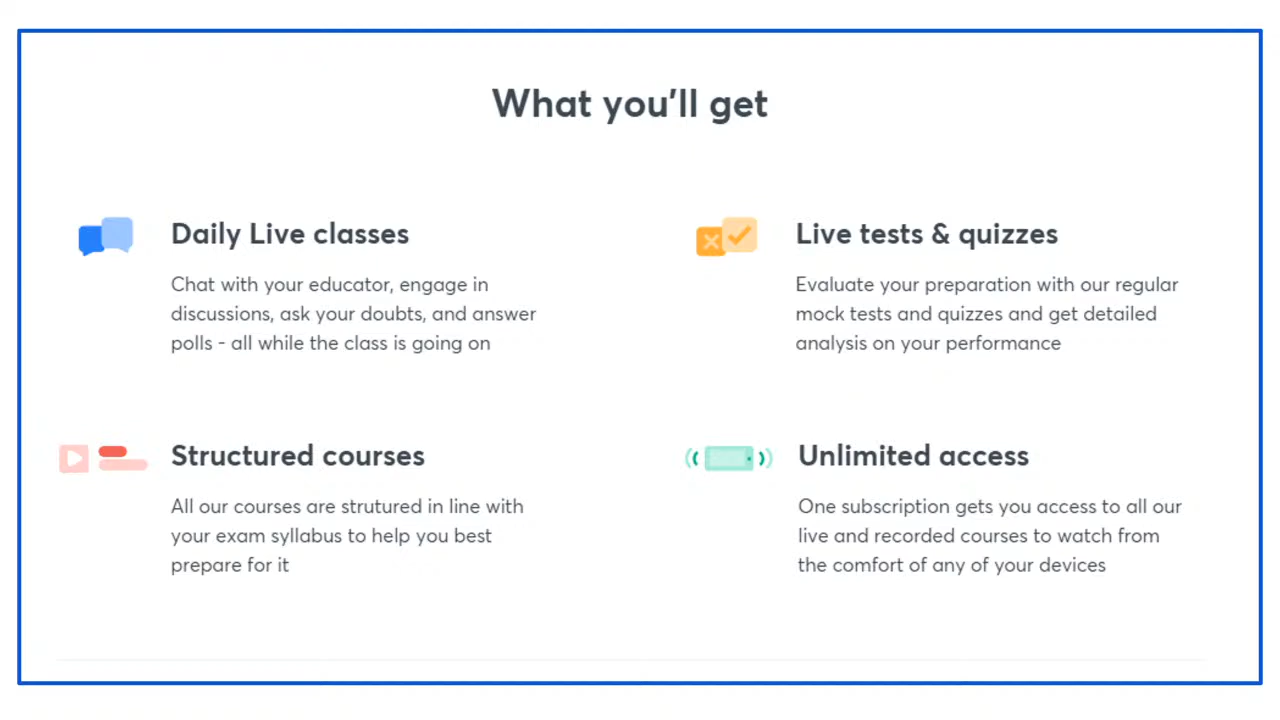 What you'll get
Daily Live classes
Chat with your educator, engage in
discussions, ask your doubts, and answer
polls - all while the class is going on
Live tests & quizzes
Evaluate your preparation with our regular
mock tests and quizzes and get detailed
analysis on your performance
Structured courses
All our courses are strutured in line with
your exam syllabus to help you best
prepare for it
Unlimited access
One subscription gets you access to all our
live and recorded courses to watch from
the comfort of any of your devices